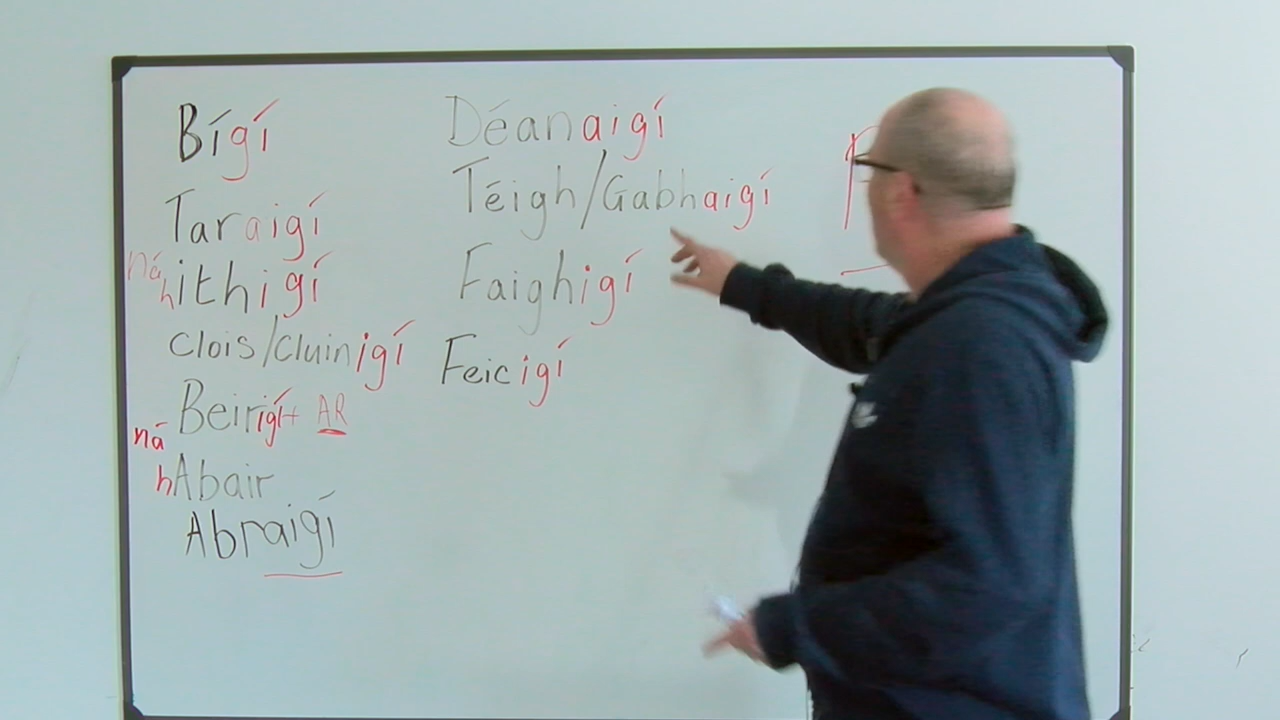 Bígí
Taraigí
ná
hithigí
Clois/Cluinigí
Beirigí + AR
ná
hAbair
Abraigí
Déanaigí
Téigh/Gabhaigí
Faighigí
Feicigí